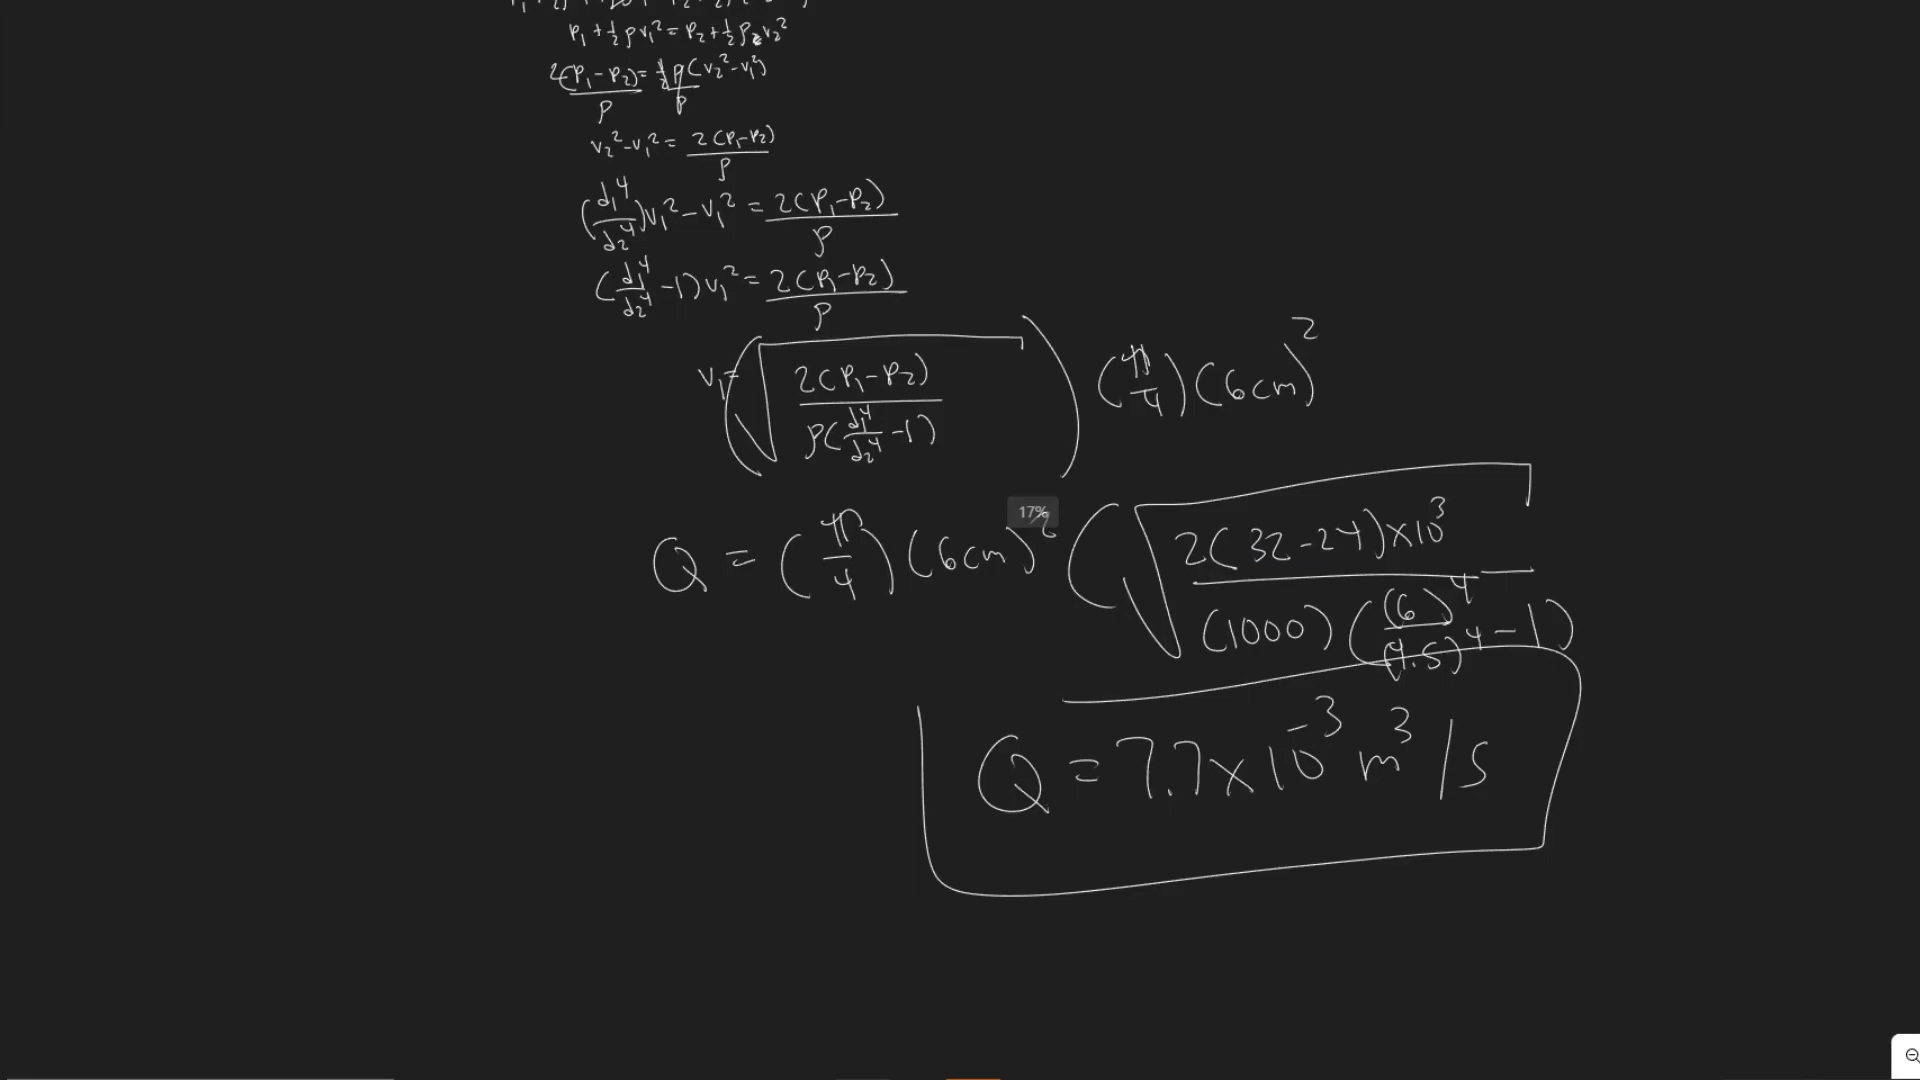 P₁ + ½ρv₁² = P₂ + ½ρ₂v₂²
2(P₁-P₂)/ρ = ½ρ(v₂²-v₁²)/ρ
v₂²-v₁² = 2(P₁-P₂)/ρ
(d₁⁴/d₂⁴)v₁²-v₁² = 2(P₁-P₂)/ρ
(d₁⁴/d₂⁴-1)v₁² = 2(P₁-P₂)/ρ
v₁=(√(2(P₁-P₂)/ρ(d₁⁴/d₂⁴-1))) (π/4)(6cm)²
17%
Q = (π/4)(6cm)²(√(2(32-24)×10³/(1000)((6)⁴/(4.5)⁴-1)
Q = 7.7×10⁻³ m³/s